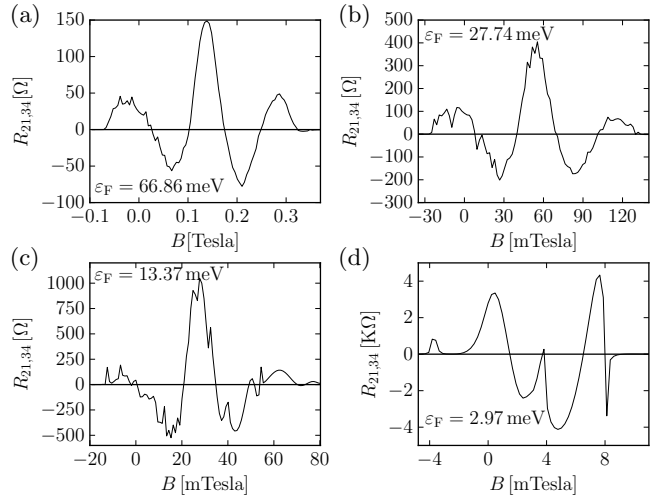 (a)
150
100
50
0
−50
−100
R21,34[Ω]
εF = 66.86 meV
−0.1 0.0 0.1 0.2 0.3
B[Tesla]
(b)
500
400
300
200
100
0
−100
−200
−300
R21,34[Ω]
εF = 27.74 meV
−30 0 30 60 90 120
B [mTesla]
(c)
1000
750
500
250
0
−250
−500
R21,34[Ω]
εF = 13.37 meV
−20 0 20 40 60 80
B [mTesla]
(d)
4
2
0
−2
−4
R21,34[KΩ]
εF = 2.97 meV
−4 0 4 8
B [mTesla]